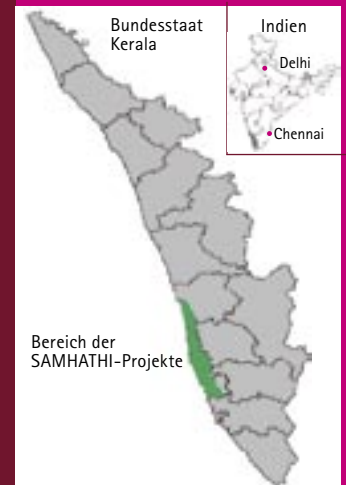 Bundesstaat
Kerala
Indien
Delhi
Chennai
Bereich der
SAMHATHI-Projekte